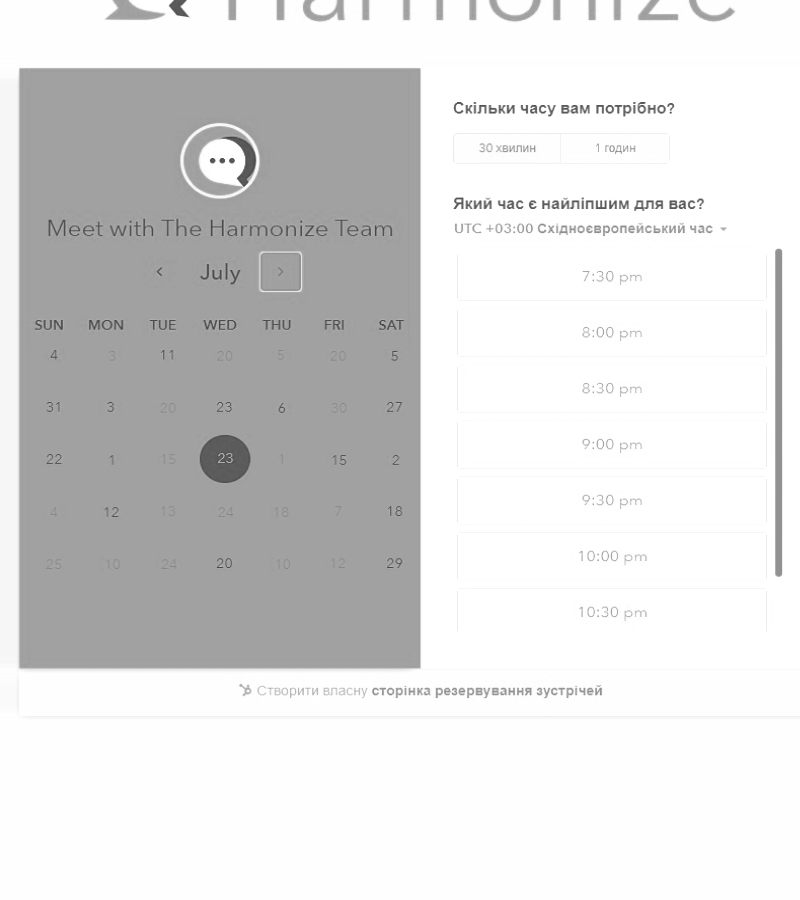 Harmonize
Meet with The Harmonize Team
July
SUN MON TUE WED THU FRI SAT
4 3 11 20 5 20 5
31 3 20 23 6 30 27
22 1 15 23 1 15 2
4 12 13 24 18 7 18
25 10 24 20 10 12 29
Скільки часу вам потрібно?
30 хвилин 1 годин
Який час є найліпшим для вас?
UTC +03:00 Східноєвропейський час
7:30 pm
8:00 pm
8:30 pm
9:00 pm
9:30 pm
10:00 pm
10:30 pm
Створити власну сторінка резервування зустрічей